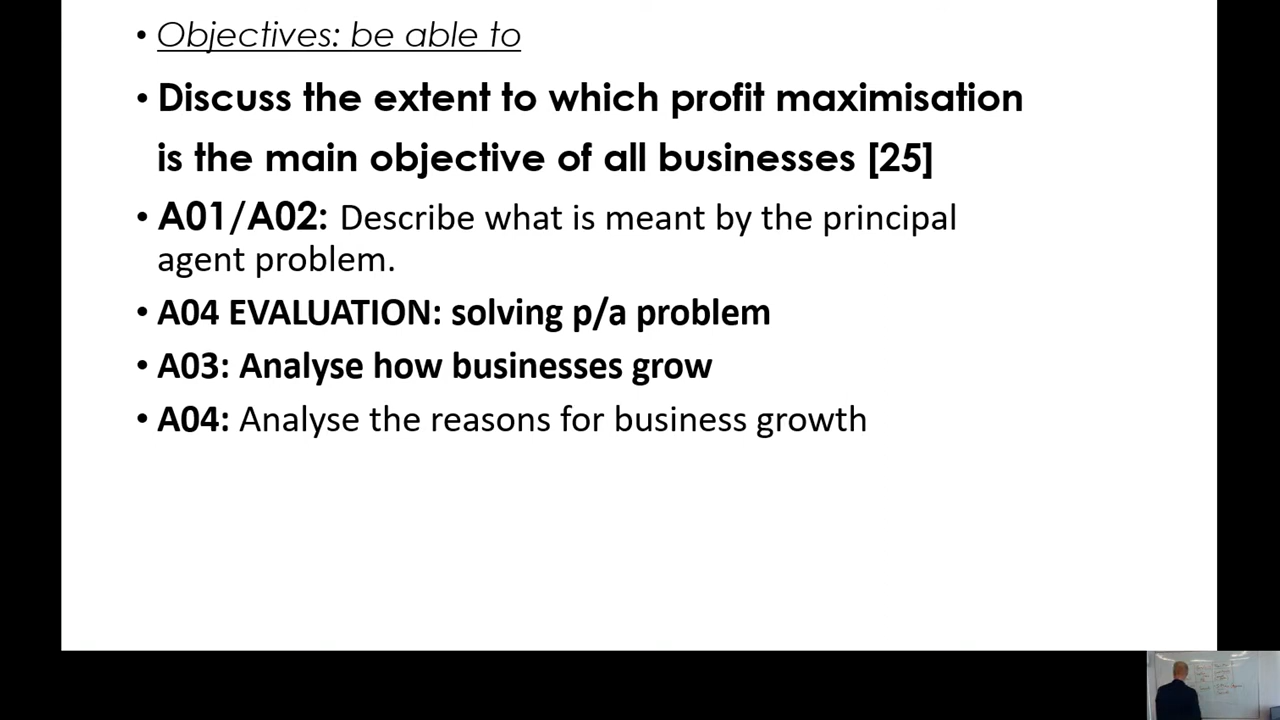 • Objectives: be able to
• Discuss the extent to which profit maximisation
is the main objective of all businesses [25]
• A01/A02: Describe what is meant by the principal
agent problem.
• A04 EVALUATION: solving p/a problem
• A03: Analyse how businesses grow
• A04: Analyse the reasons for business growth